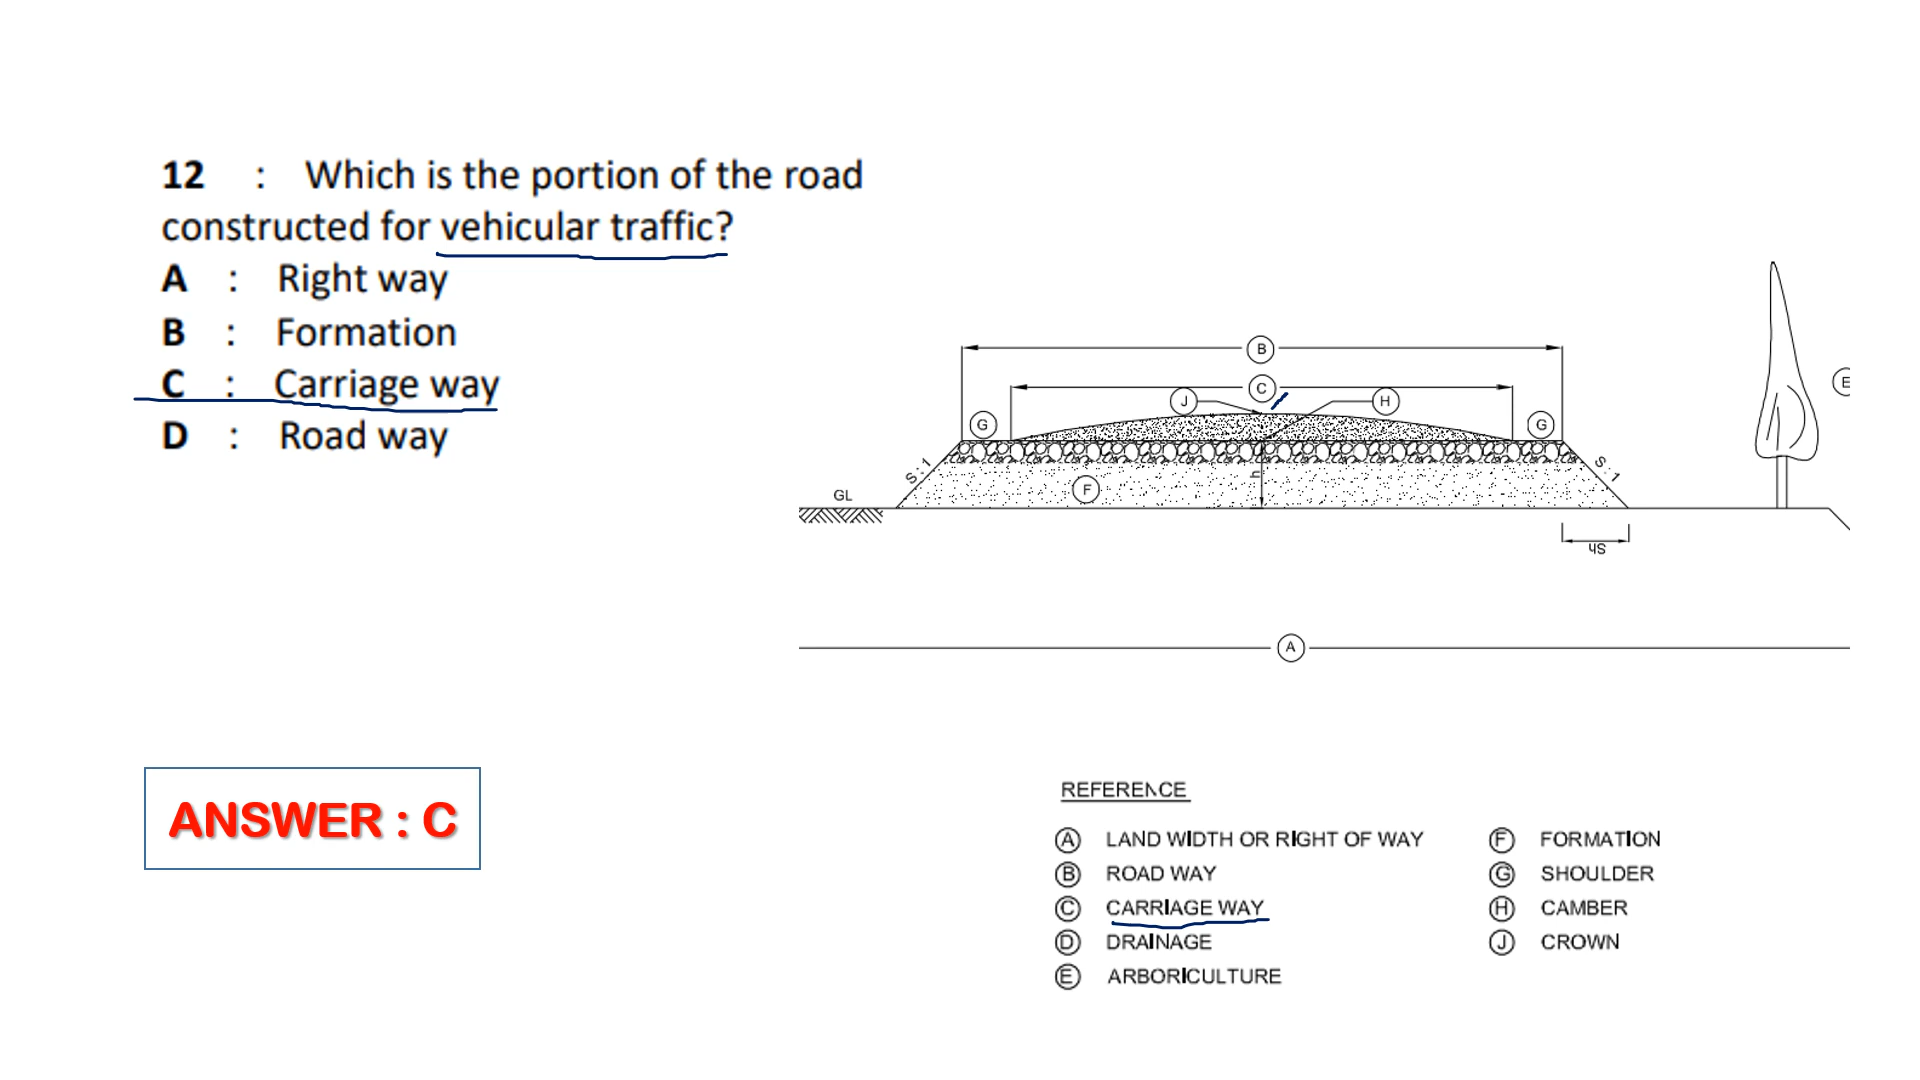 12 : Which is the portion of the road
constructed for vehicular traffic?
A : Right way
B : Formation
C : Carriage way
D : Road way
B
C
J
H
G
G
E
S:1
S:1
h
F
GL
Sh
A
ANSWER : C
REFERENCE
A LAND WIDTH OR RIGHT OF WAY
B ROAD WAY
C CARRIAGE WAY
D DRAINAGE
E ARBORICULTURE
F FORMATION
G SHOULDER
H CAMBER
J CROWN